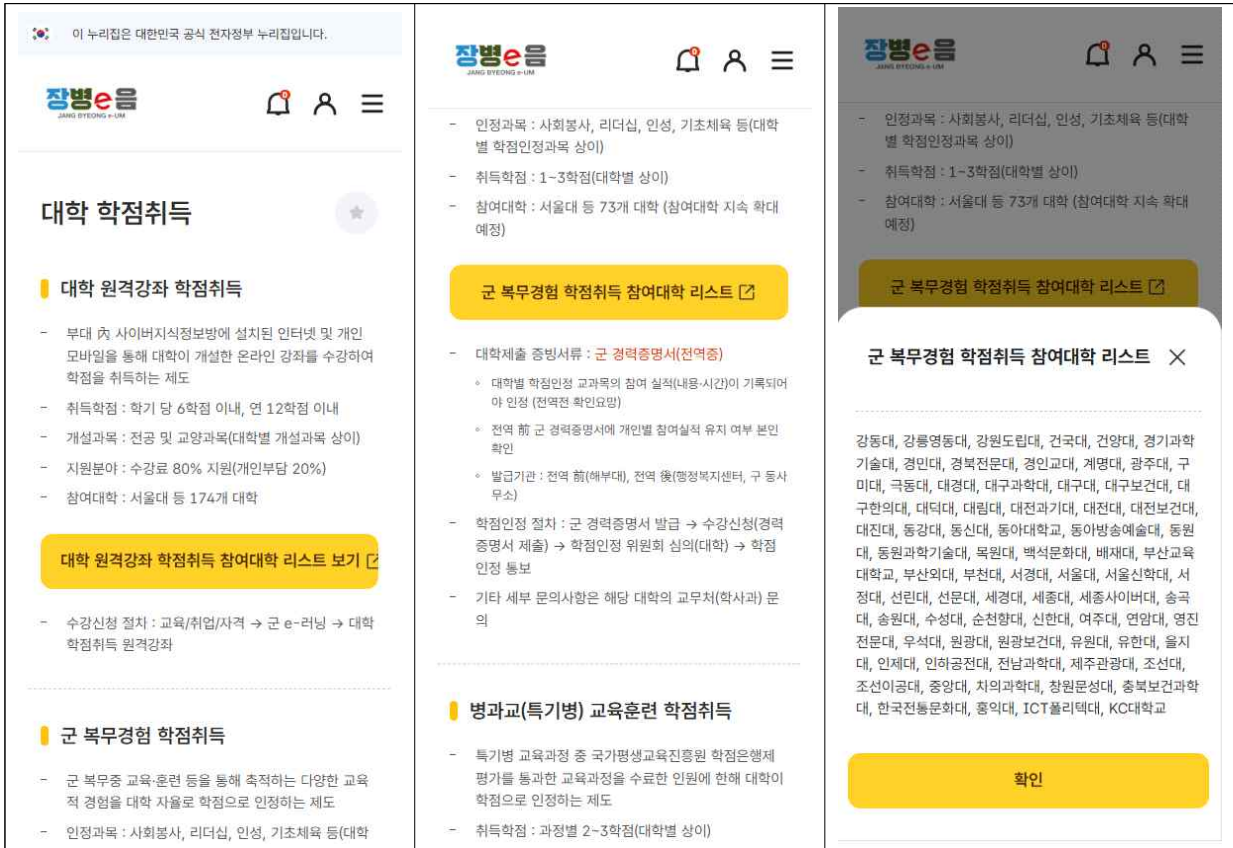 이 누리집은 대한민국 공식 전자정부 누리집입니다.
장병e음
JANG BYEONG e-UM
대학 학점취득
대학 원격강좌 학점취득
- 부대 內 사이버지식정보방에 설치된 인터넷 및 개인
모바일을 통해 대학이 개설한 온라인 강좌를 수강하여
학점을 취득하는 제도
- 취득학점 : 학기 당 6학점 이내, 연 12학점 이내
- 개설과목 : 전공 및 교양과목(대학별 개설과목 상이)
- 지원분야 : 수강료 80% 지원(개인부담 20%)
- 참여대학 : 서울대 등 174개 대학
대학 원격강좌 학점취득 참여대학 리스트 보기
- 수강신청 절차 : 교육/취업/자격 → 군 e-러닝 → 대학
학점취득 원격강좌
군 복무경험 학점취득
- 군 복무중 교육·훈련 등을 통해 축적하는 다양한 교육
적 경험을 대학 자율로 학점으로 인정하는 제도
- 인정과목 : 사회봉사, 리더십, 인성, 기초체육 등(대학
장병e음
JANG BYEONG e-UM
- 인정과목 : 사회봉사, 리더십, 인성, 기초체육 등(대학
별 학점인정과목 상이)
- 취득학점 : 1~3학점(대학별 상이)
- 참여대학 : 서울대 등 73개 대학 (참여대학 지속 확대
예정)
군 복무경험 학점취득 참여대학 리스트
- 대학제출 증빙서류 : 군 경력증명서(전역증)
◦ 대학별 학점인정 교과목의 참여 실적(내용·시간)이 기록되어
야 인정 (전역전 확인요망)
◦ 전역 前 군 경력증명서에 개인별 참여실적 유지 여부 본인
확인
◦ 발급기관 : 전역 前(해부대), 전역 後(행정복지센터, 구 동사
무소)
- 학점인정 절차 : 군 경력증명서 발급 → 수강신청(경력
증명서 제출) → 학점인정 위원회 심의(대학) → 학점
인정 통보
- 기타 세부 문의사항은 해당 대학의 교무처(학사과) 문
의
병과교(특기병) 교육훈련 학점취득
- 특기병 교육과정 중 국가평생교육진흥원 학점은행제
평가를 통과한 교육과정을 수료한 인원에 한해 대학이
학점으로 인정하는 제도
- 취득학점 : 과정별 2~3학점(대학별 상이)
장병e음
JANG BYEONG e-UM
- 인정과목 : 사회봉사, 리더십, 인성, 기초체육 등(대학
별 학점인정과목 상이)
- 취득학점 : 1~3학점(대학별 상이)
- 참여대학 : 서울대 등 73개 대학 (참여대학 지속 확대
예정)
군 복무경험 학점취득 참여대학 리스트
군 복무경험 학점취득 참여대학 리스트
강동대, 강릉영동대, 강원도립대, 건국대, 건양대, 경기과학
기술대, 경민대, 경북전문대, 경인교대, 계명대, 광주대, 구
미대, 극동대, 대경대, 대구과학대, 대구대, 대구보건대, 대
구한의대, 대덕대, 대림대, 대전과기대, 대전대, 대전보건대,
대진대, 동강대, 동신대, 동아대학교, 동아방송예술대, 동원
대, 동원과학기술대, 목원대, 백석문화대, 배재대, 부산교육
대학교, 부산외대, 부천대, 서경대, 서울대, 서울신학대, 서
정대, 선린대, 선문대, 세경대, 세종대, 세종사이버대, 송곡
대, 송원대, 수성대, 순천향대, 신한대, 여주대, 연암대, 영진
전문대, 우석대, 원광대, 원광보건대, 유원대, 유한대, 을지
대, 인제대, 인하공전대, 전남과학대, 제주관광대, 조선대,
조선이공대, 중앙대, 차의과학대, 창원문성대, 충북보건과학
대, 한국전통문화대, 홍익대, ICT폴리텍대, KC대학교
확인